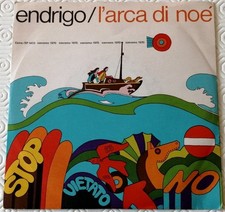 endrigo/l'arca di noe'
STOP
VIETATO
NO